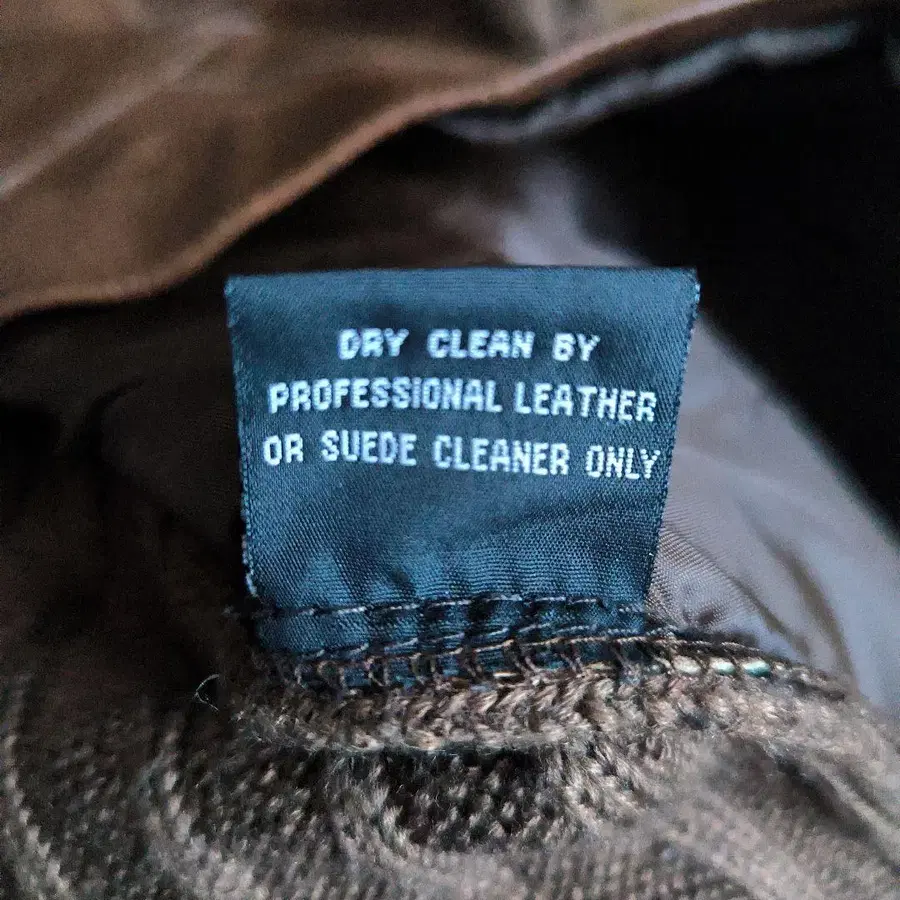 DRY CLEAN BY
PROFESSIONAL LEATHER
OR SUEDE CLEANER ONLY